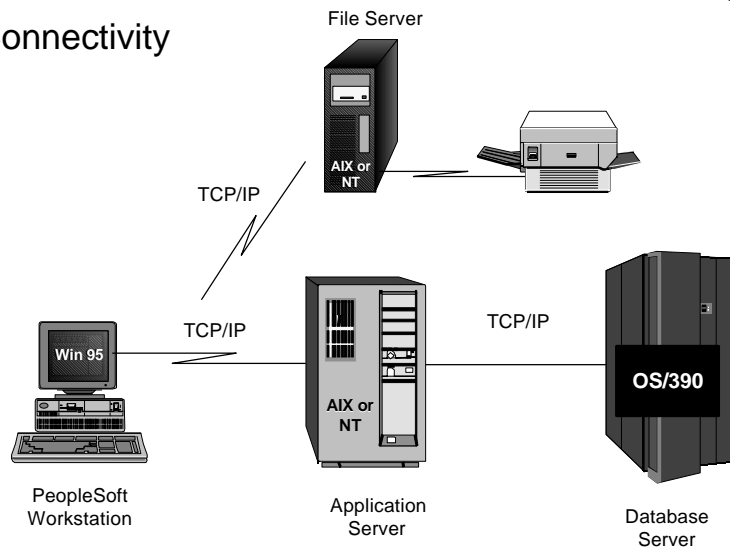 onnectivity
File Server
AIX or
NT
TCP/IP
TCP/IP
TCP/IP
Win 95
AIX or
NT
OS/390
PeopleSoft
Workstation
Application
Server
Database
Server